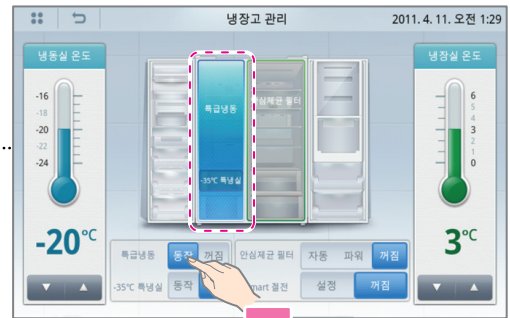 냉장고 관리
2011. 4. 11. 오전 1:29
냉동실 온도
-16
-18
-20
-22
-24
-20℃
▼ ▲
특급냉동
-35℃ 특냉실
안심제균 필터
냉장실 온도
6
5
4
3
2
1
0
3℃
▼ ▲
특급냉동 동작 꺼짐
안심제균 필터 자동 파워 꺼짐
-35℃ 특냉실 동작
mart 절전 설정 꺼짐